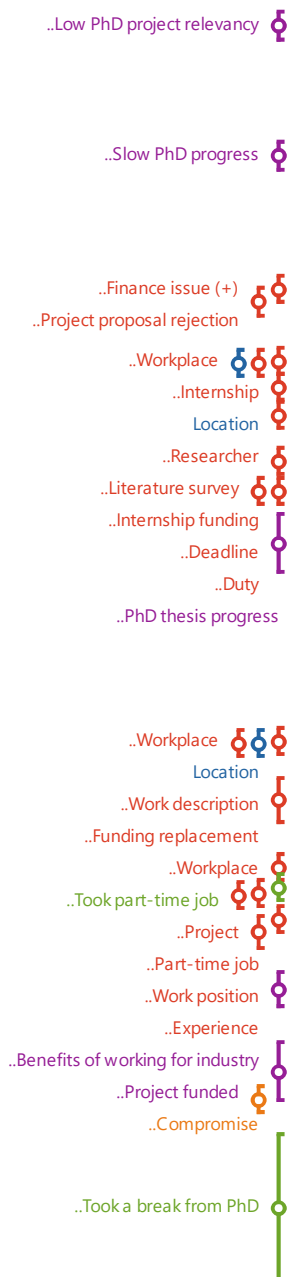 ..Low PhD project relevancy
..Slow PhD progress
..Finance issue (+)
..Project proposal rejection
..Workplace
..Internship
Location
..Researcher
..Literature survey
..Internship funding
..Deadline
..Duty
..PhD thesis progress
..Workplace
Location
..Work description
..Funding replacement
..Workplace
..Took part-time job
..Project
..Part-time job
..Work position
..Experience
..Benefits of working for industry
..Project funded
..Compromise
..Took a break from PhD